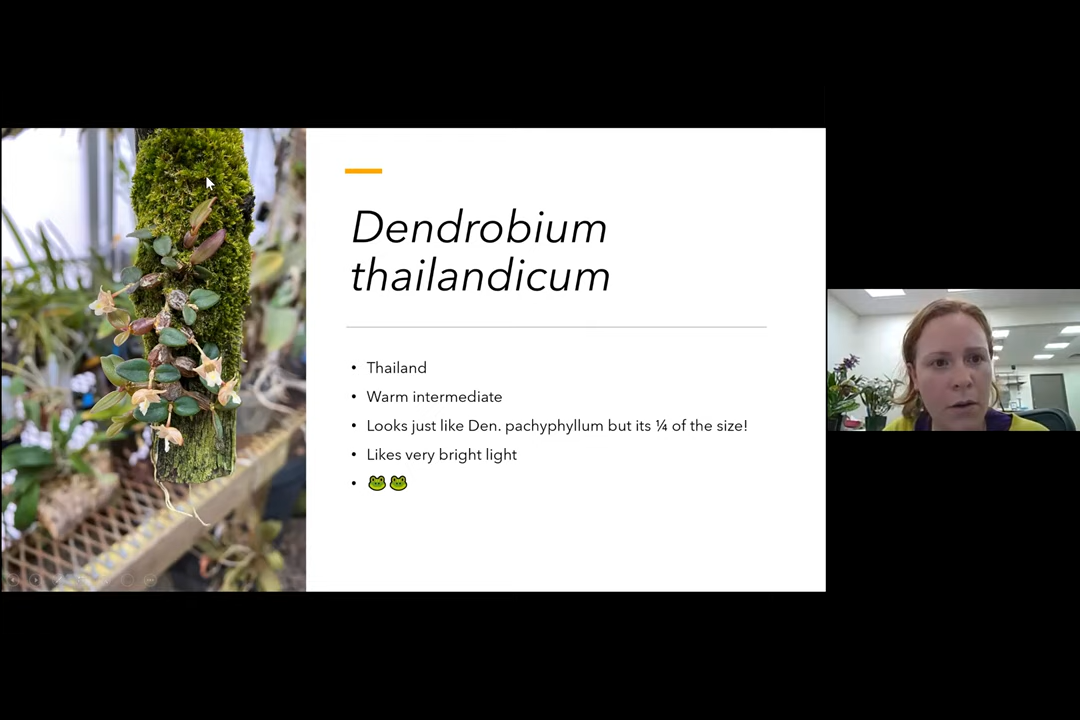 Dendrobium
thailandicum
• Thailand
• Warm intermediate
• Looks just like Den. pachyphyllum but its ¼ of the size!
• Likes very bright light
• 🐸🐸